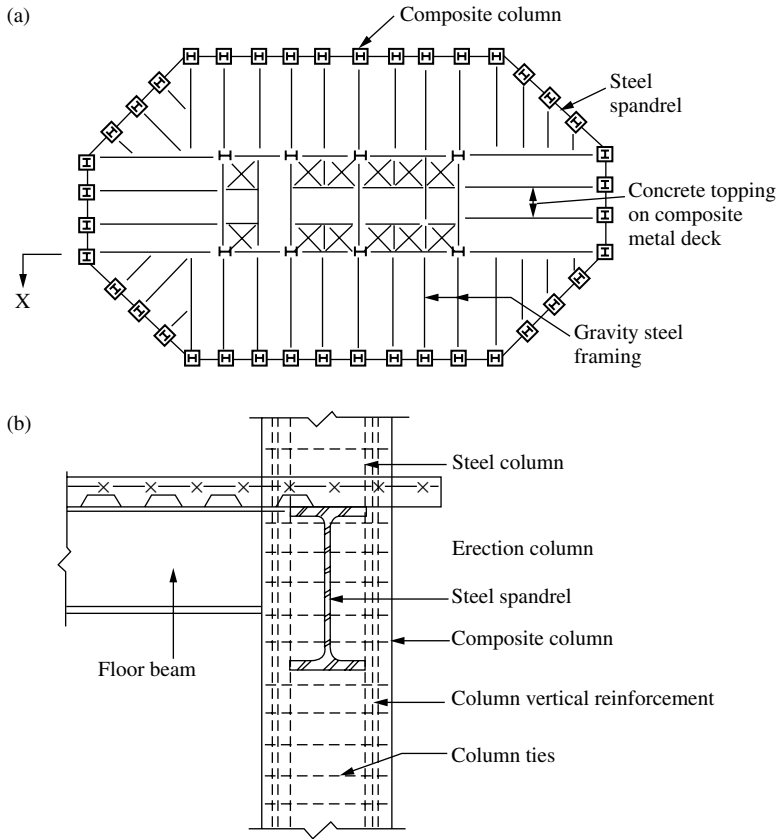 (a)
Composite column
Steel
spandrel
Concrete topping
on composite
metal deck
X
Gravity steel
framing
(b)
Steel column
Erection column
Steel spandrel
Composite column
Floor beam
Column vertical reinforcement
Column ties